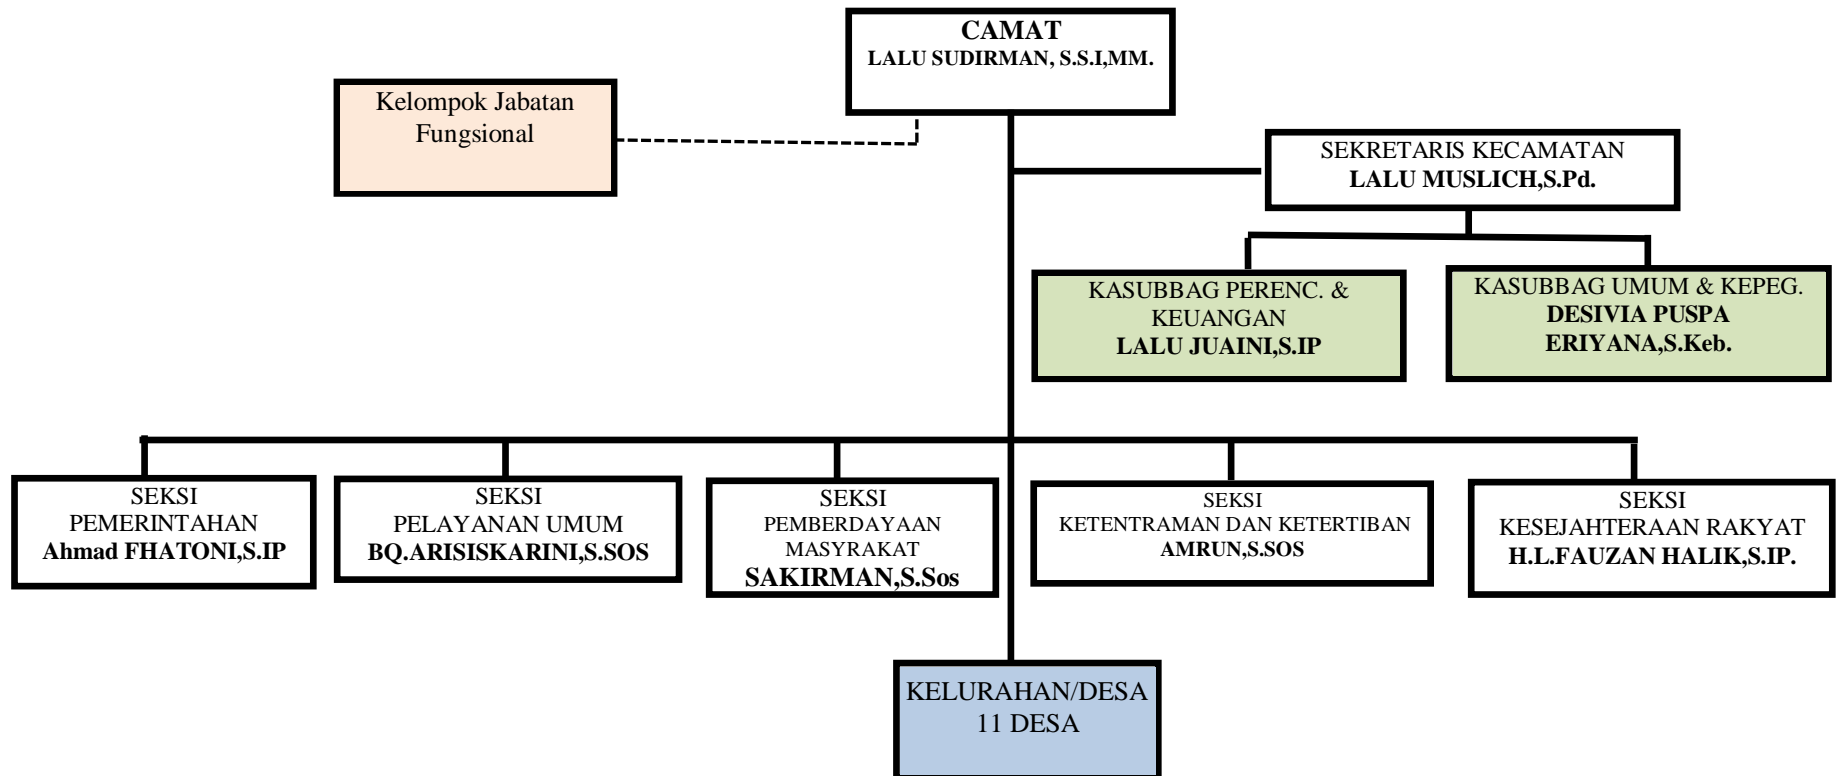 CAMAT
LALU SUDIRMAN, S.S.I,MM.
Kelompok Jabatan
Fungsional
SEKRETARIS KECAMATAN
LALU MUSLICH,S.Pd.
KASUBBAG PERENC. &
KEUANGAN
LALU JUAINI,S.IP
KASUBBAG UMUM & KEPEG.
DESIVIA PUSPA
ERIYANA,S.Keb.
SEKSI
PEMERINTAHAN
Ahmad FHATONI,S.IP
SEKSI
PELAYANAN UMUM
BQ.ARISISKARINI,S.SOS
SEKSI
PEMBERDAYAAN
MASYRAKAT
SAKIRMAN,S.Sos
SEKSI
KETENTRAMAN DAN KETERTIBAN
AMRUN,S.SOS
SEKSI
KESEJAHTERAAN RAKYAT
H.L.FAUZAN HALIK,S.IP.
KELURAHAN/DESA
11 DESA